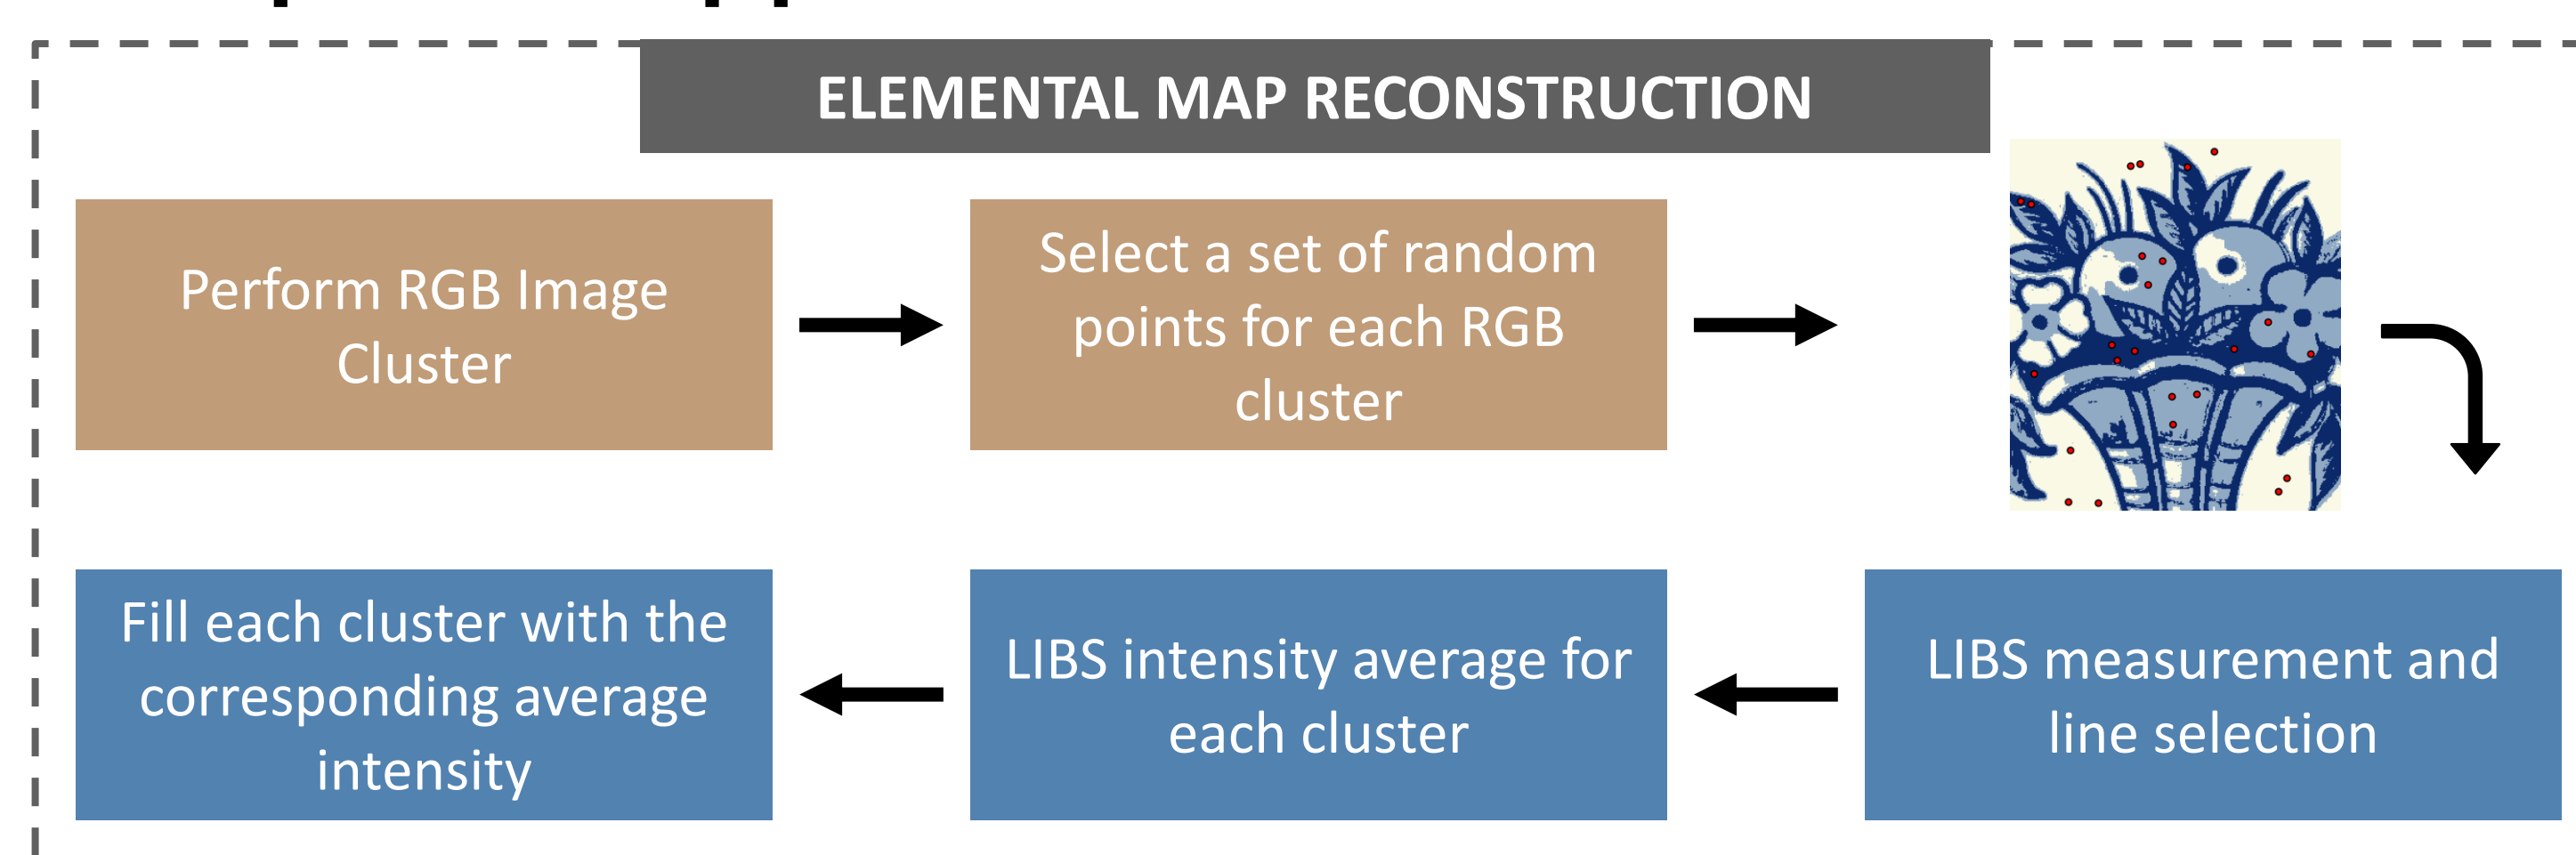 ELEMENTAL MAP RECONSTRUCTION
Perform RGB Image
Cluster
Select a set of random
points for each RGB
cluster
LIBS measurement and
line selection
LIBS intensity average for
each cluster
Fill each cluster with the
corresponding average
intensity